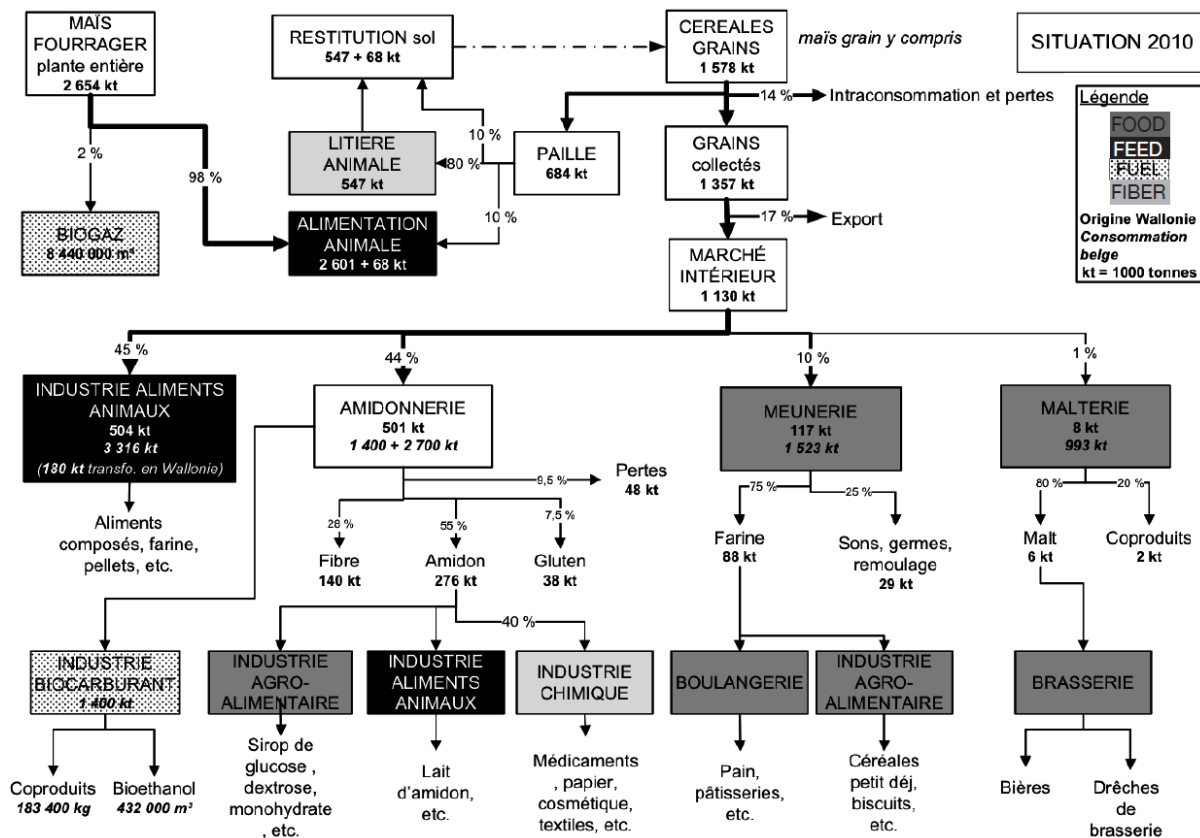 MAÏS
FOURRAGER
plante entière
2 654 kt
RESTITUTION sol
547 + 68 kt
CEREALES
GRAINS
1 578 kt
maïs grain y compris
SITUATION 2010
Légende
FOOD
FEED
FUEL
FIBER
Origine Wallonie
Consommation
belge
kt = 1000 tonnes
14 %
Intraconsommation et pertes
2 %
98 %
10 %
LITIERE
ANIMALE
547 kt
80 %
PAILLE
684 kt
GRAINS
collectés
1 357 kt
10 %
17 %
Export
BIOGAZ
8 440 000 m³
ALIMENTATION
ANIMALE
2 601 + 68 kt
MARCHÉ
INTÉRIEUR
1 130 kt
45 %
44 %
10 %
1 %
INDUSTRIE ALIMENTS
ANIMAUX
504 kt
3 316 kt
(180 kt transfo. en Wallonie)
AMIDONNERIE
501 kt
1 400 + 2 700 kt
MEUNERIE
117 kt
1 523 kt
MALTERIE
8 kt
993 kt
Aliments
composés, farine,
pellets, etc.
9,5 %
Pertes
48 kt
28 %
55 %
7,5 %
Fibre
140 kt
Amidon
276 kt
Gluten
38 kt
75 %
25 %
Farine
88 kt
Sons, germes,
remoulage
29 kt
80 %
20 %
Malt
6 kt
Coproduits
2 kt
40 %
INDUSTRIE
BIOCARBURANT
1 400 kt
INDUSTRIE
AGRO-
ALIMENTAIRE
INDUSTRIE
ALIMENTS
ANIMAUX
INDUSTRIE
CHIMIQUE
BOULANGERIE
INDUSTRIE
AGRO-
ALIMENTAIRE
BRASSERIE
Coproduits
183 400 kg
Bioethanol
432 000 m³
Sirop de
glucose ,
dextrose,
monohydrate
, etc.
Lait
d'amidon,
etc.
Médicaments
, papier,
cosmétique,
textiles, etc.
Pain,
pâtisseries,
etc.
Céréales
petit déj,
biscuits,
etc.
Bières
Drêches
de
brasserie